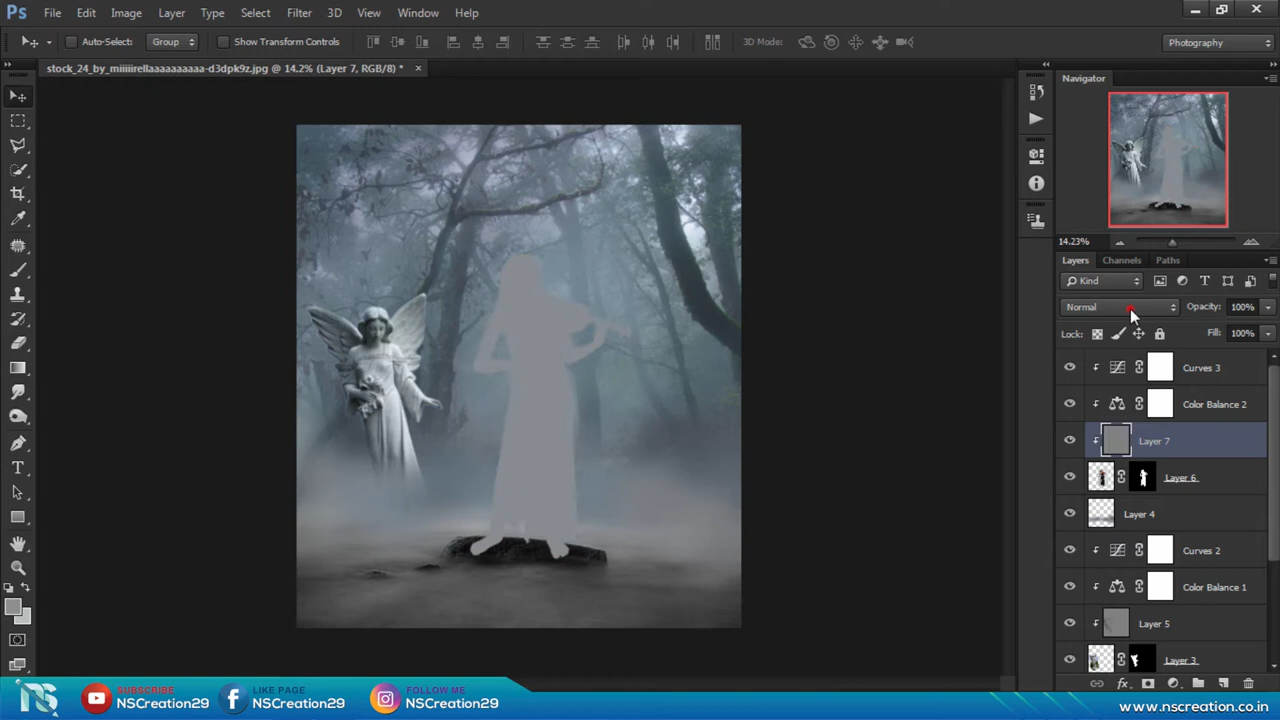 Ps File Edit Image Layer Type Select Filter 3D View Window Help
Auto-Select: Group Show Transform Controls 3D Mode: Photography
stock_24_by_miiiiirellaaaaaaaaaa-d3dpk9z.jpg @ 14.2% (Layer 7, RGB/8) *
Navigator
14.23%
Layers Channels Paths
Kind
Normal Opacity: 100%
Lock: Fill: 100%
Curves 3
Color Balance 2
Layer 7
Layer 6
Layer 4
Curves 2
Color Balance 1
Layer 5
Layer 3
fx
NS SUBSCRIBE NSCreation29 LIKE PAGE NSCreation29 FOLLOW ME NSCreation29 www.nscreation.co.in